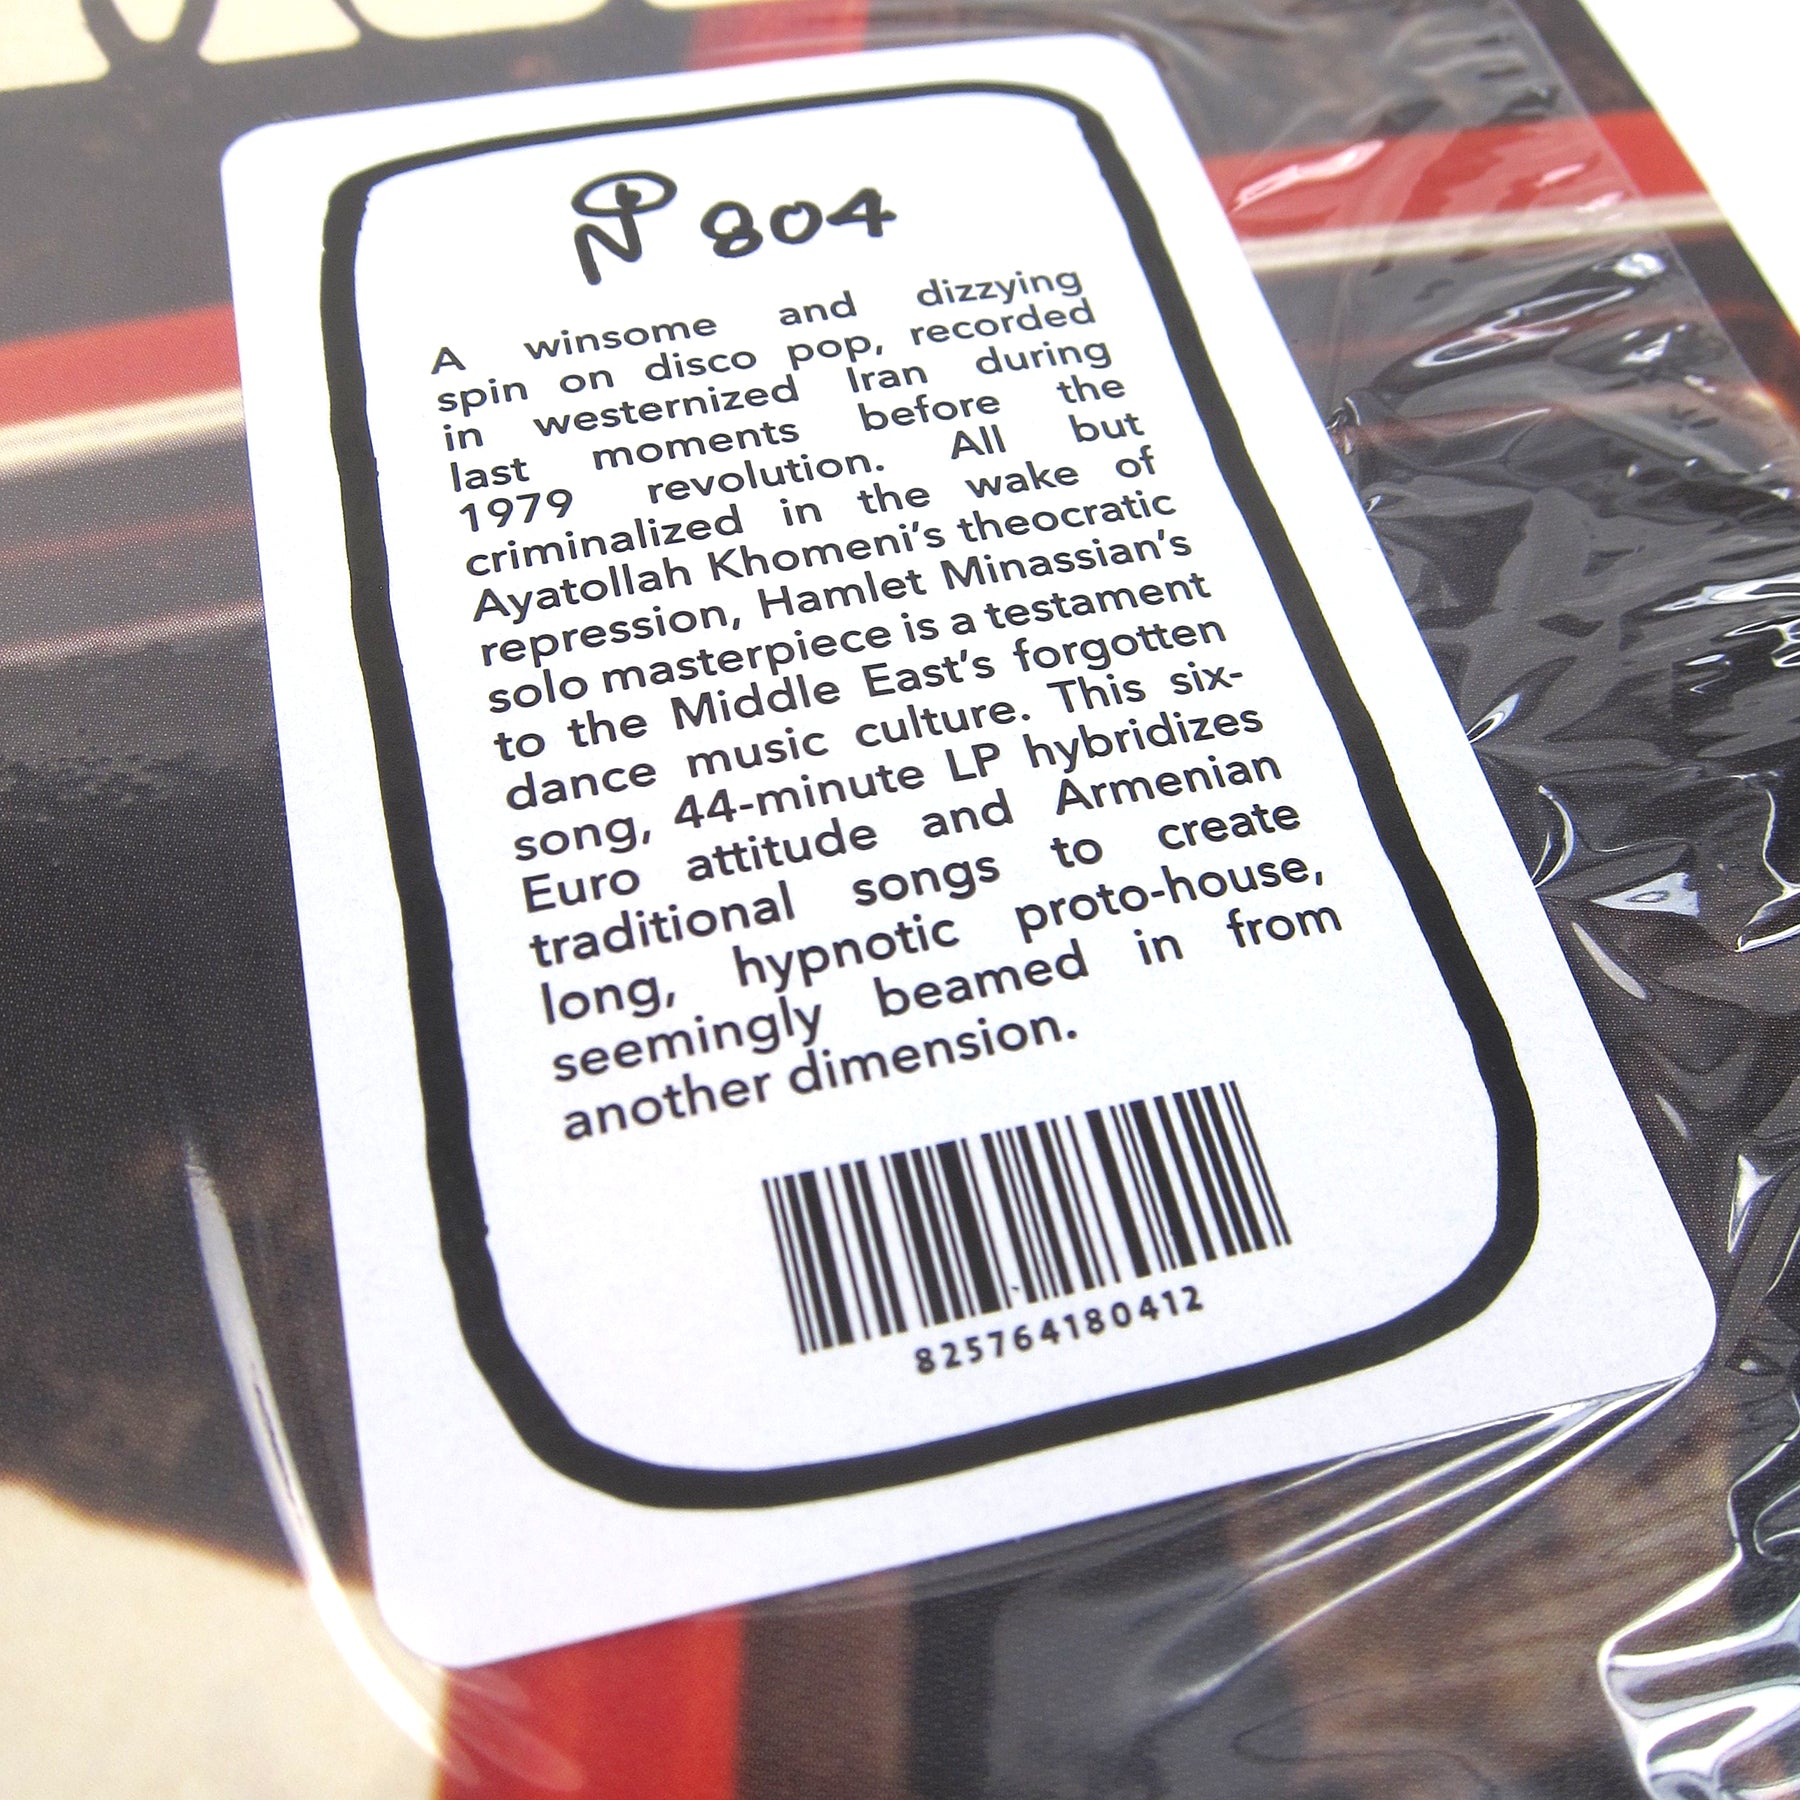 N 804
A winsome and dizzying
spin on disco pop, recorded
in westernized Iran during
last moments before the
1979 revolution. All but
criminalized in the wake of
Ayatollah Khomeni's theocratic
repression, Hamlet Minassian's
solo masterpiece is a testament
to the Middle East's forgotten
dance music culture. This six-
song, 44-minute LP hybridizes
Euro attitude and Armenian
traditional songs to create
long, hypnotic proto-house,
seemingly beamed in from
another dimension.
825764180412